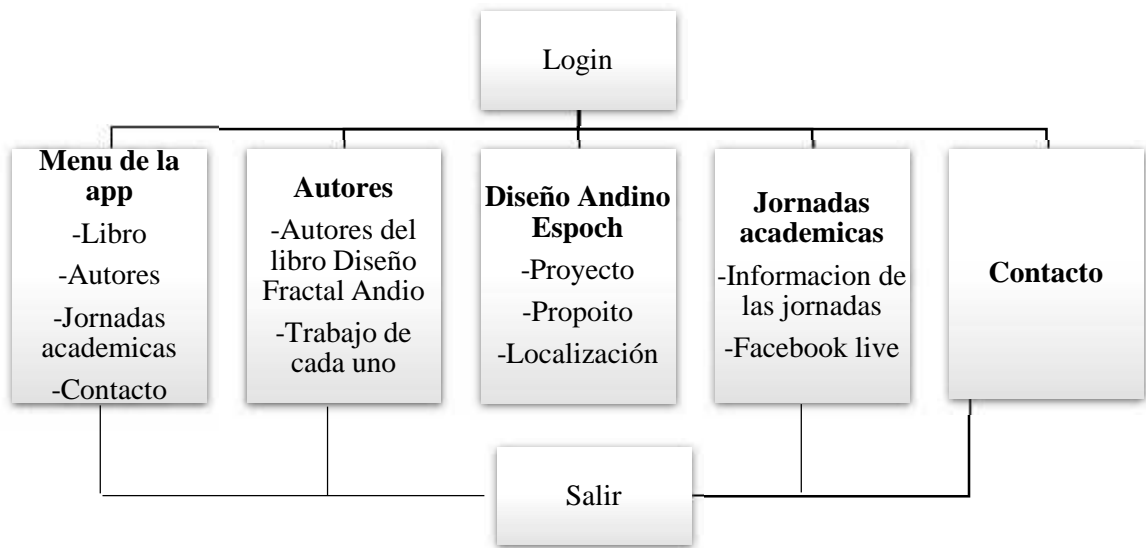 Login
Menu de la
app
-Libro
-Autores
-Jornadas
academicas
-Contacto
Autores
-Autores del
libro Diseño
Fractal Andio
-Trabajo de
cada uno
Diseño Andino
Espoch
-Proyecto
-Propoito
-Localización
Jornadas
academicas
-Informacion de
las jornadas
-Facebook live
Contacto
Salir